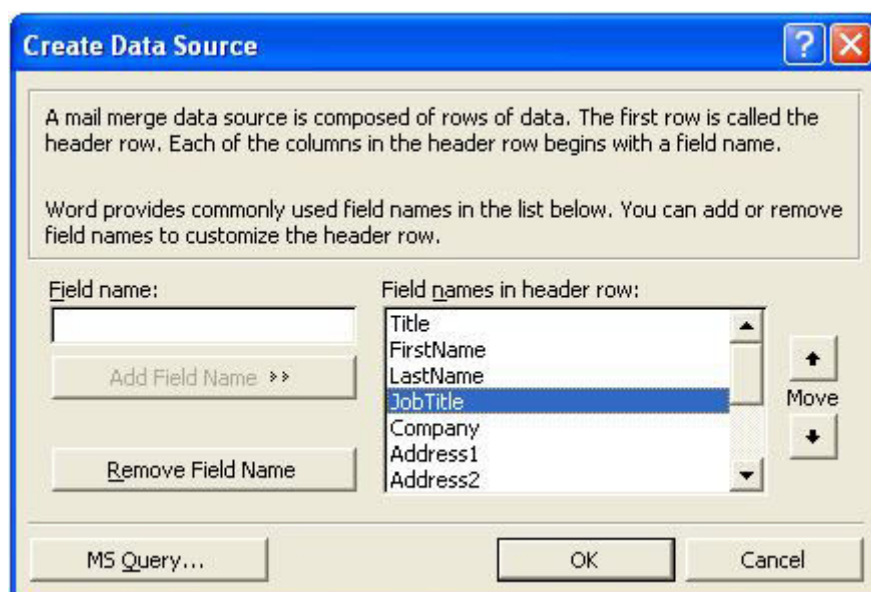 Create Data Source
A mail merge data source is composed of rows of data. The first row is called the
header row. Each of the columns in the header row begins with a field name.
Word provides commonly used field names in the list below. You can add or remove
field names to customize the header row.
Field name:
Field names in header row:
Title
FirstName
LastName
JobTitle
Company
Address1
Address2
Add Field Name >>
Remove Field Name
Move
MS Query...
OK
Cancel